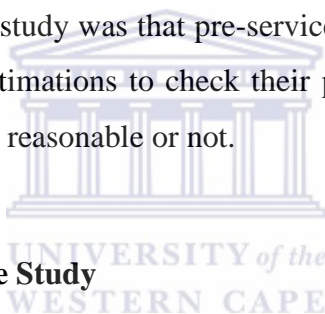 study was that pre-servic
timations to check their p
reasonable or not.
UNIVERSITY of the
e Study
WESTERN CAPE